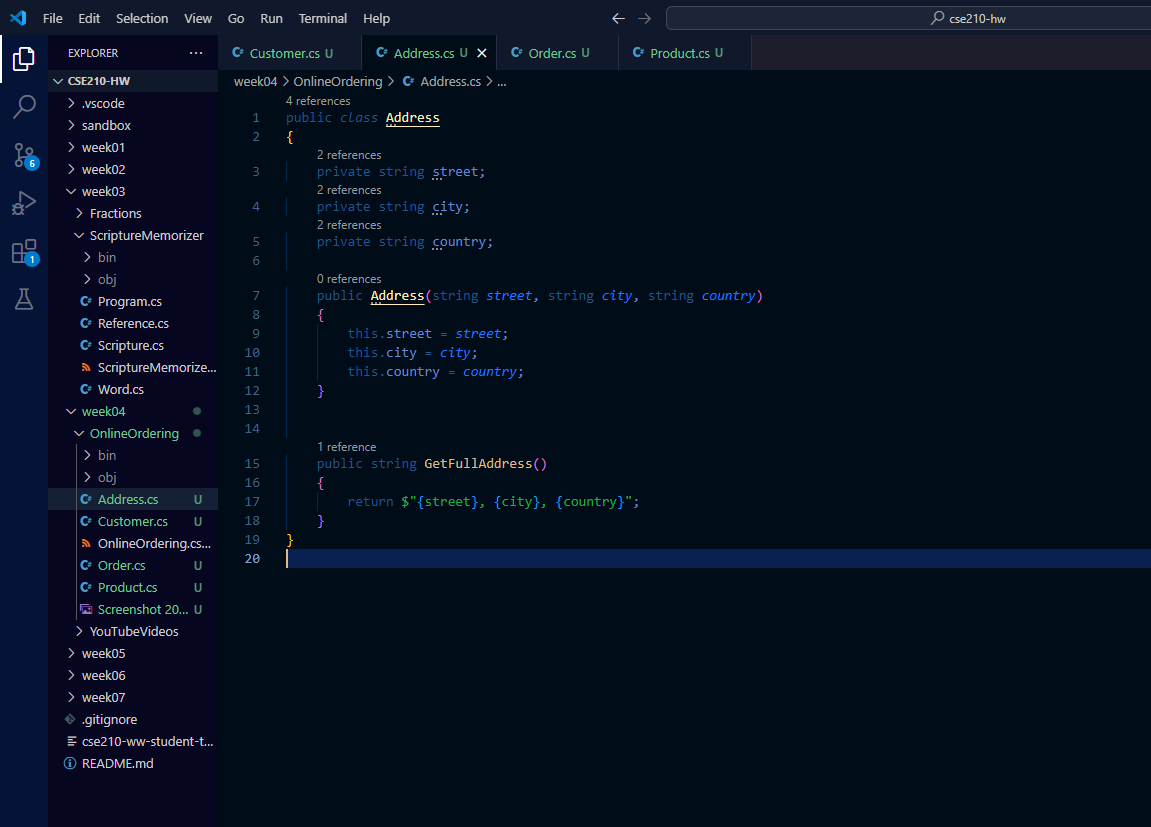 File Edit Selection View Go Run Terminal Help
cse210-hw
EXPLORER ...
CSE210-HW
.vscode
sandbox
week01
week02
week03
Fractions
ScriptureMemorizer
bin
obj
C# Program.cs
C# Reference.cs
C# Scripture.cs
ScriptureMemorize...
C# Word.cs
week04
OnlineOrdering
bin
obj
C# Address.cs U
C# Customer.cs U
OnlineOrdering.cs...
C# Order.cs U
C# Product.cs U
Screenshot 20... U
YouTubeVideos
week05
week06
week07
.gitignore
cse210-ww-student-t...
README.md
6
1
C# Customer.cs U
C# Address.cs U
C# Order.cs U
C# Product.cs U
week04 > OnlineOrdering > C# Address.cs > ...
4 references
1 public class Address
2 {
2 references
3 private string street;
2 references
4 private string city;
2 references
5 private string country;
6
0 references
7 public Address(string street, string city, string country)
8 {
9 this.street = street;
10 this.city = city;
11 this.country = country;
12 }
13
14
1 reference
15 public string GetFullAddress()
16 {
17 return $"{street}, {city}, {country}";
18 }
19 }
20